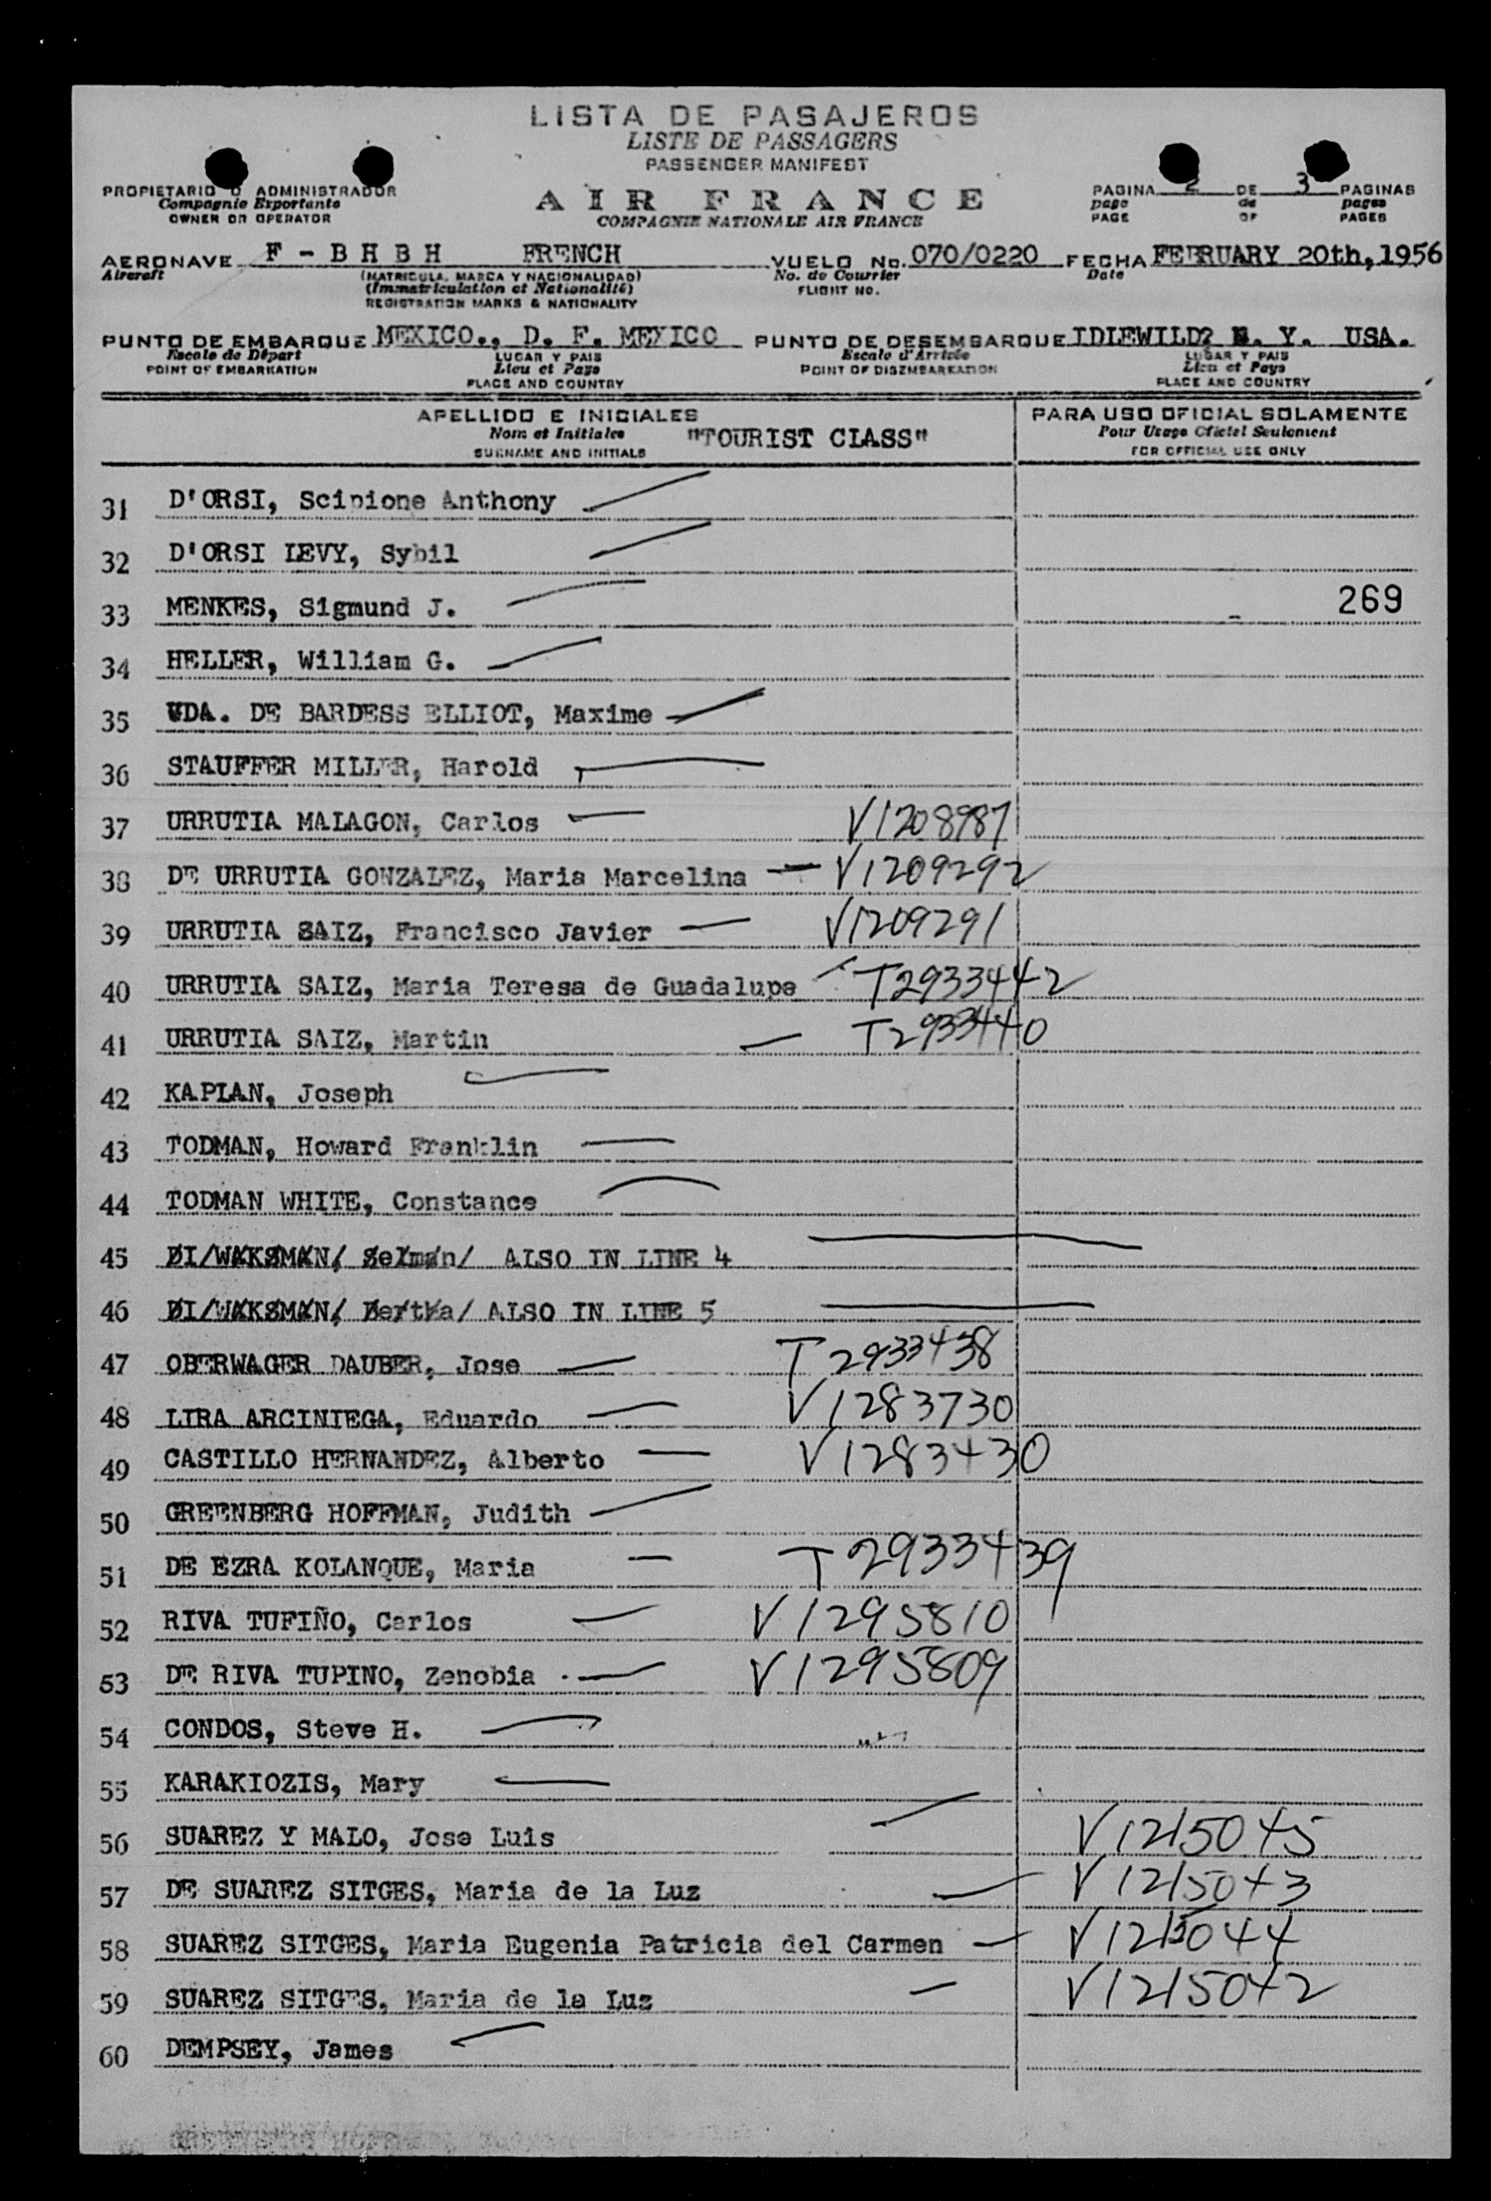 LISTA DE PASAJEROS
LISTE DE PASSAGERS
PASSENGER MANIFEST
PROPIETARIO O ADMINISTRADOR
Compagnie Exportante
OWNER OR OPERATOR
AIR FRANCE
COMPAGNIE NATIONALE AIR FRANCE
PAGINA 2 DE 3 PAGINAS
page de pages
PAGE OF PAGES
AERONAVE F - B H B H FRENCH VUELO No. 070/0220 FECHA FEBRUARY 20th, 1956
Aircraft (MATRICULA, MARCA Y NACIONALIDAD) No. de Courrier Date
(Immatriculation et Nationalité) FLIGHT NO.
REGISTRATION MARKS & NATIONALITY
PUNTO DE EMBARQUE MEXICO., D. F. MEXICO PUNTO DE DESEMBARQUE IDLEWILD? N. Y. USA.
Escale de Départ LUGAR Y PAIS Escale d'Arrivée LUGAR Y PAIS
POINT OF EMBARKATION Lieu et Pays POINT OF DISEMBARKATION Lieu et Pays
PLACE AND COUNTRY PLACE AND COUNTRY
APELLIDO E INICIALES PARA USO OFICIAL SOLAMENTE
Nom et Initiales "TOURIST CLASS" Pour Usage Officiel Seulement
SURNAME AND INITIALS FOR OFFICIAL USE ONLY
31 D'ORSI, Scipione Anthony
32 D'ORSI LEVY, Sybil
33 MENKES, Sigmund J. 269
34 HELLER, William G.
35 VDA. DE BARDESS ELLIOT, Maxime
36 STAUFFER MILLER, Harold
37 URRUTIA MALAGON, Carlos V1208987
38 DE URRUTIA GONZALEZ, Maria Marcelina V1209292
39 URRUTIA SAIZ, Francisco Javier V1209291
40 URRUTIA SAIZ, Maria Teresa de Guadalupe T2933442
41 URRUTIA SAIZ, Martin T2933440
42 KAPLAN, Joseph
43 TODMAN, Howard Franklin
44 TODMAN WHITE, Constance
45 DI/WAKSMAN/ Selman/ ALSO IN LINE 4
46 DI/WAKSMAN/ Bertha/ ALSO IN LINE 5
47 OBERWAGER DAUBER, Jose T2933438
48 LIRA ARCINIEGA, Eduardo V1283730
49 CASTILLO HERNANDEZ, Alberto V1283430
50 GREENBERG HOFFMAN, Judith
51 DE EZRA KOLANQUE, Maria T2933439
52 RIVA TUFIÑO, Carlos V1295810
53 DE RIVA TUPINO, Zenobia V1295809
54 CONDOS, Steve H.
55 KARAKIOZIS, Mary
56 SUAREZ Y MALO, Jose Luis V1215045
57 DE SUAREZ SITGES, Maria de la Luz V1215043
58 SUAREZ SITGES, Maria Eugenia Patricia del Carmen V1215044
59 SUAREZ SITGES, Maria de la Luz V1215042
60 DEMPSEY, James